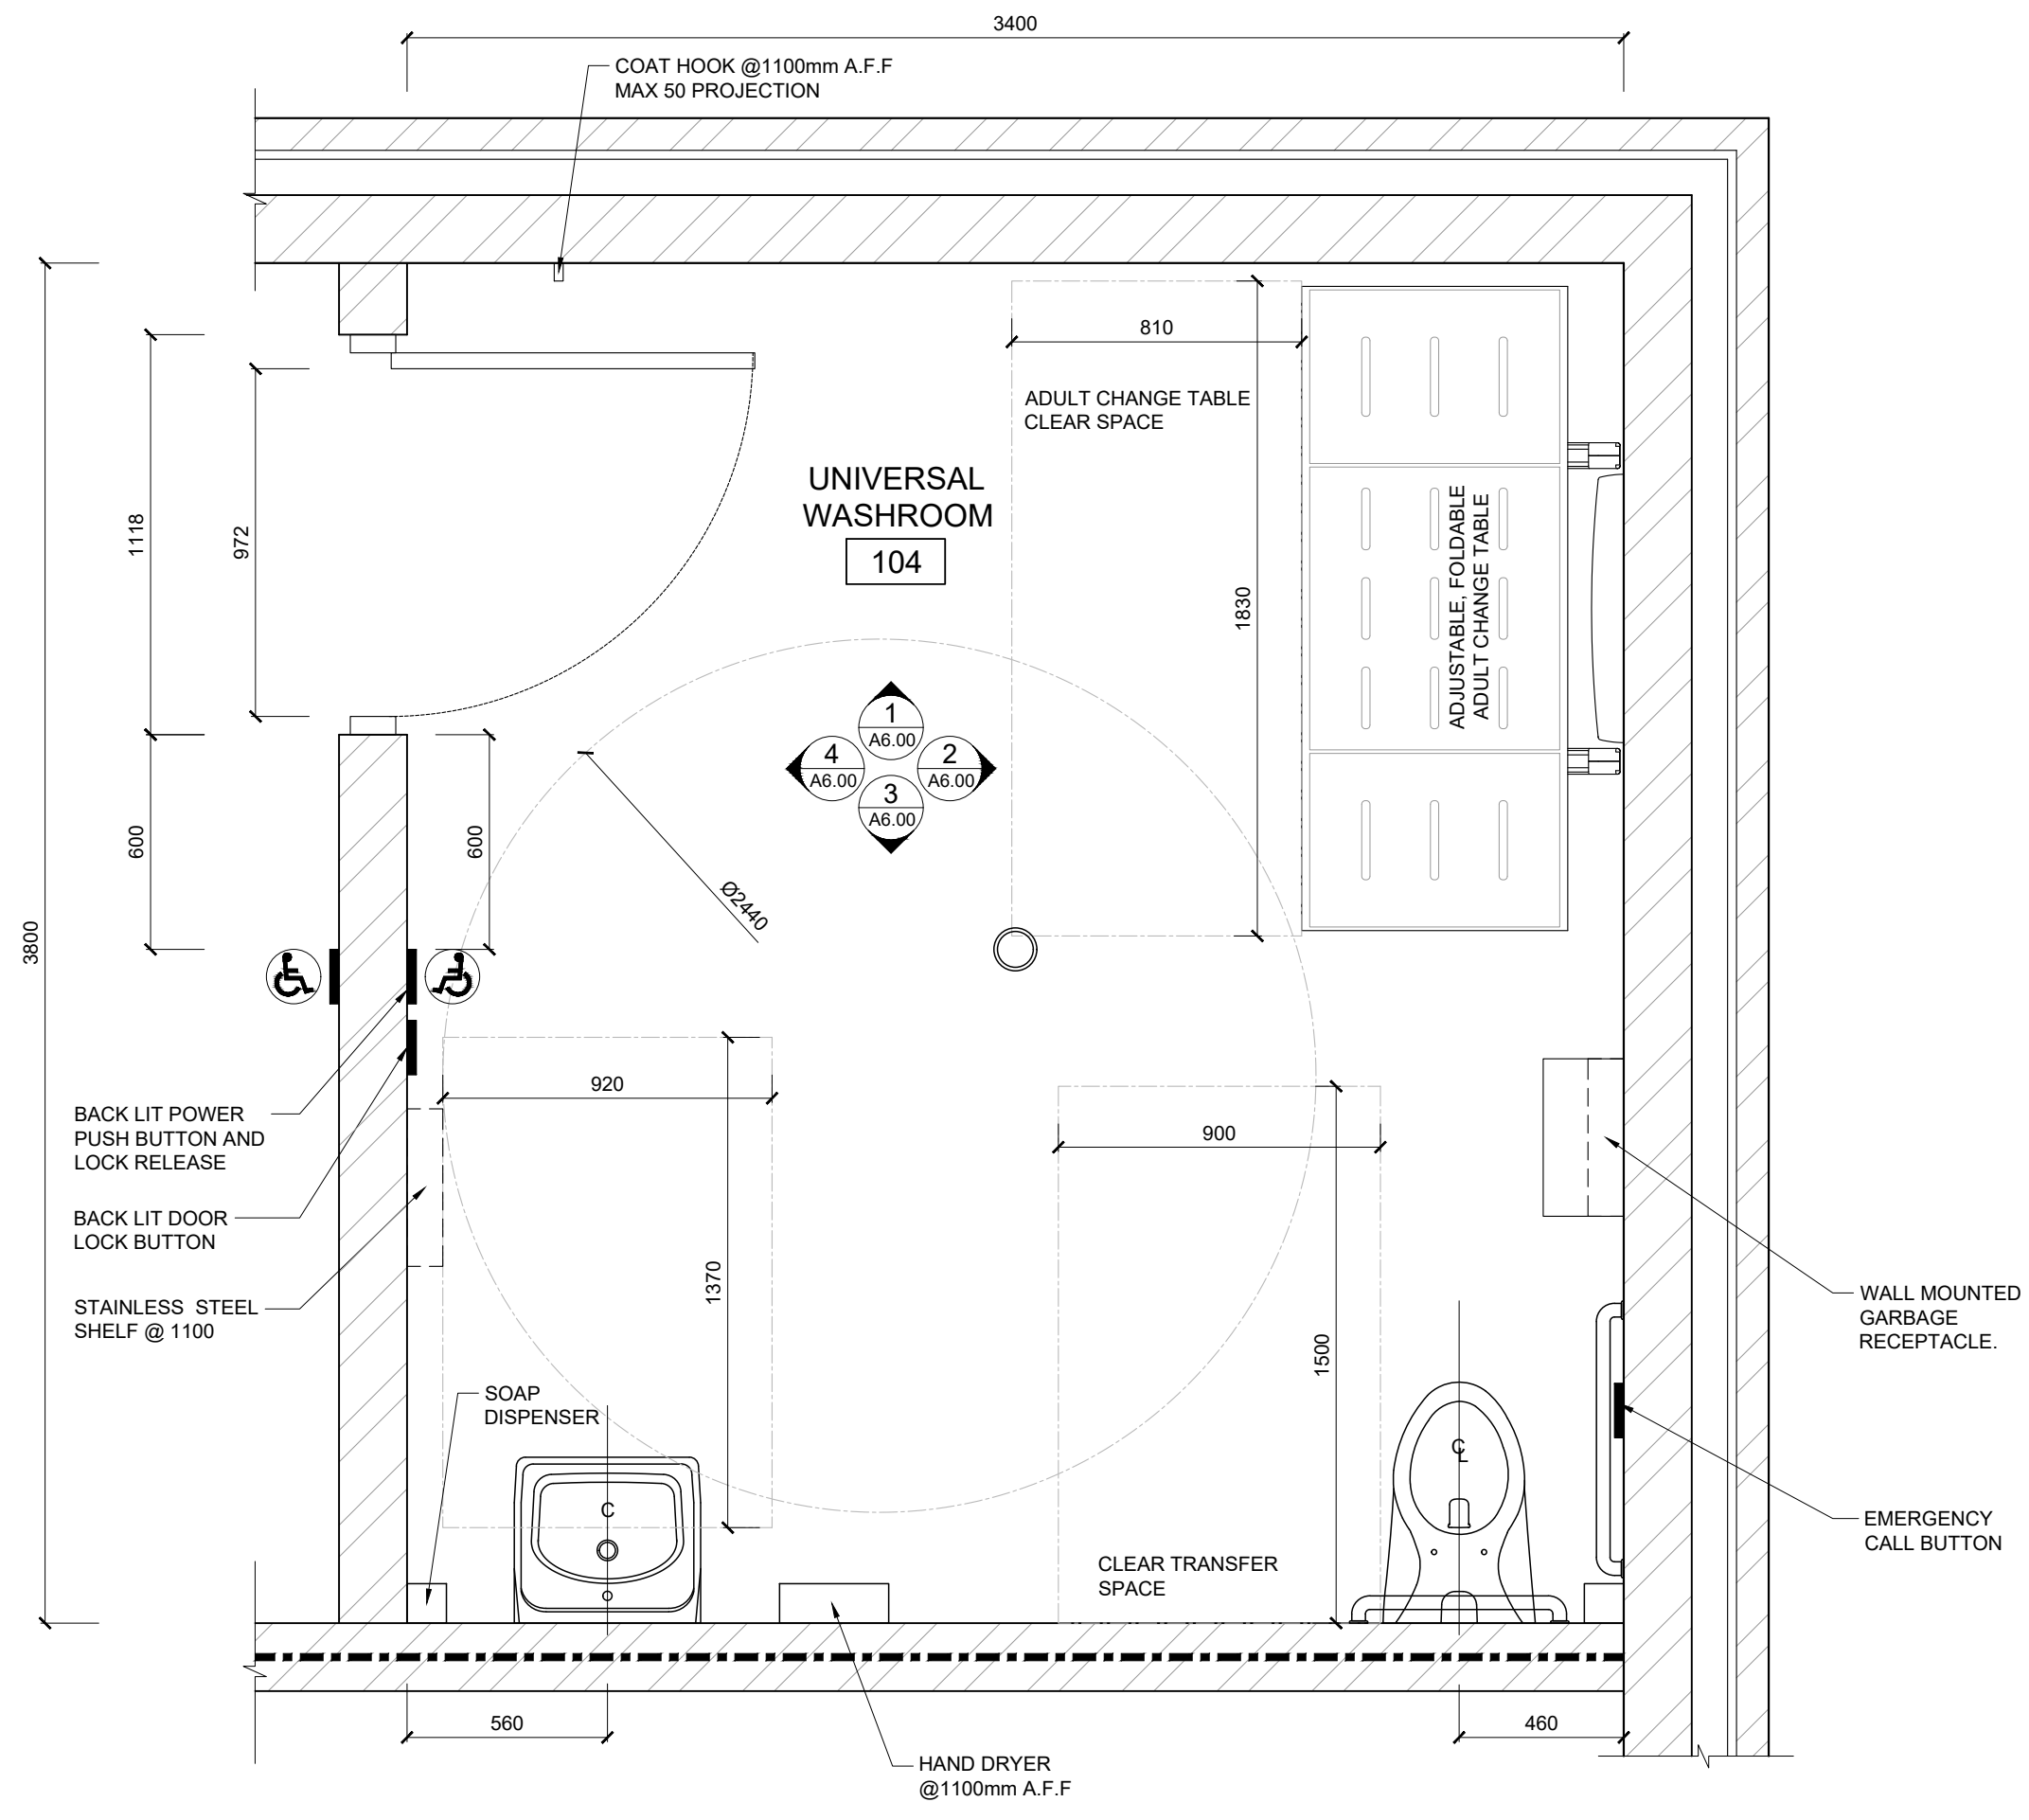 3400
COAT HOOK @1100mm A.F.F
MAX 50 PROJECTION
810
ADULT CHANGE TABLE
CLEAR SPACE
UNIVERSAL
WASHROOM
104
1118
972
1830
ADJUSTABLE, FOLDABLE
ADULT CHANGE TABLE
1
A6.00
4
A6.00
2
A6.00
3
A6.00
600
600
Ø2440
3800
920
900
BACK LIT POWER
PUSH BUTTON AND
LOCK RELEASE
BACK LIT DOOR
LOCK BUTTON
STAINLESS STEEL
SHELF @ 1100
1370
1500
WALL MOUNTED
GARBAGE
RECEPTACLE.
SOAP
DISPENSER
C
CL
EMERGENCY
CALL BUTTON
CLEAR TRANSFER
SPACE
560
460
HAND DRYER
@1100mm A.F.F